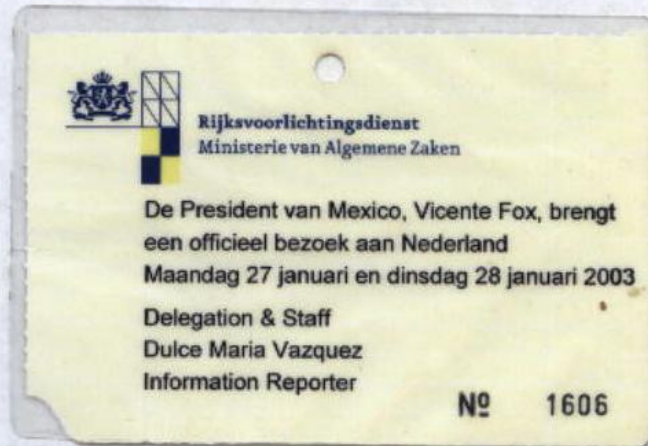 Rijksvoorlichtingsdienst
Ministerie van Algemene Zaken
De President van Mexico, Vicente Fox, brengt
een officieel bezoek aan Nederland
Maandag 27 januari en dinsdag 28 januari 2003
Delegation & Staff
Dulce Maria Vazquez
Information Reporter
Nº 1606